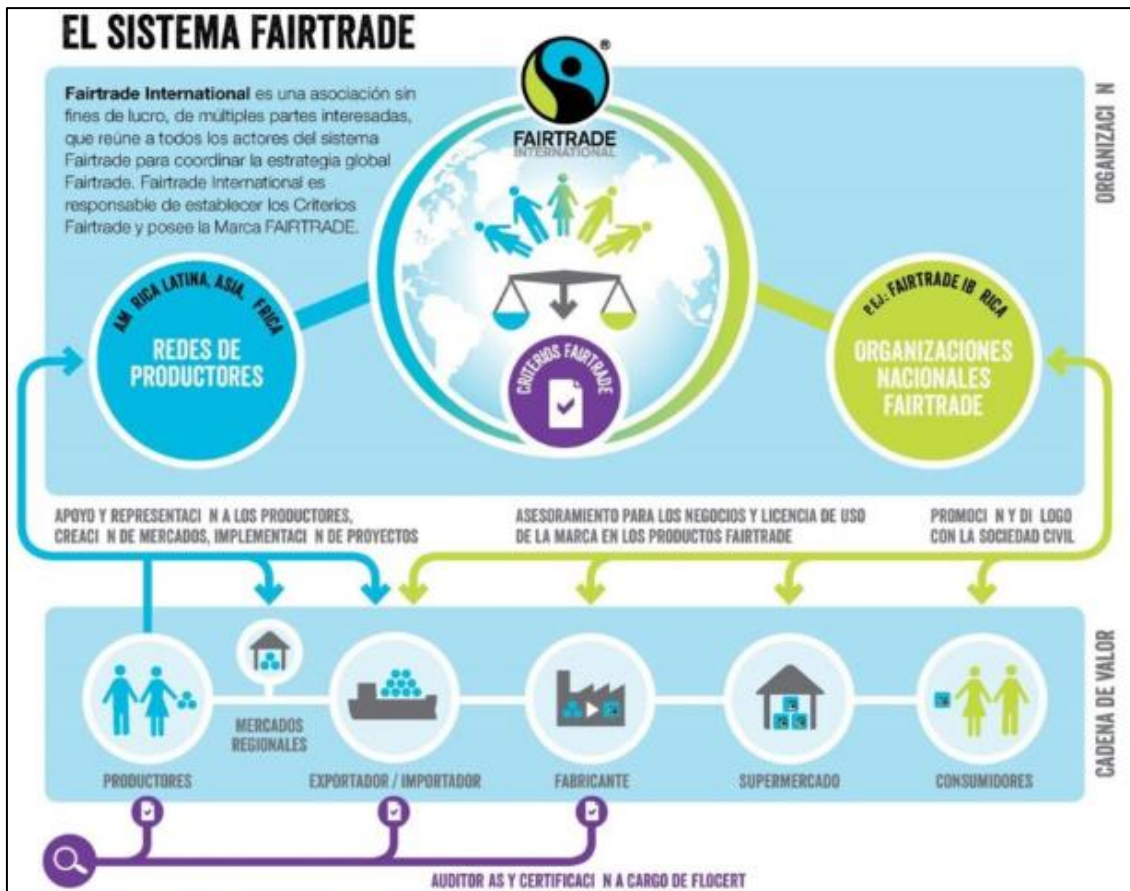 EL SISTEMA FAIRTRADE
Fairtrade International es una asociación sin
fines de lucro, de múltiples partes interesadas,
que reúne a todos los actores del sistema
Fairtrade para coordinar la estrategia global
Fairtrade. Fairtrade International es
responsable de establecer los Criterios
Fairtrade y posee la Marca FAIRTRADE.
®
FAIRTRADE
INTERNATIONAL
ORGANIZACI N
AM RICA LATINA, ASIA, FRICA
REDES DE
PRODUCTORES
CRITERIOS FAIRTRADE
P. EJ.: FAIRTRADE IB RICA
ORGANIZACIONES
NACIONALES
FAIRTRADE
APOYO Y REPRESENTACI N A LOS PRODUCTORES,
CREACI N DE MERCADOS, IMPLEMENTACI N DE PROYECTOS
ASESORAMIENTO PARA LOS NEGOCIOS Y LICENCIA DE USO
DE LA MARCA EN LOS PRODUCTOS FAIRTRADE
PROMOCI N Y DI LOGO
CON LA SOCIEDAD CIVIL
CADENA DE VALOR
PRODUCTORES
MERCADOS
REGIONALES
EXPORTADOR / IMPORTADOR
FABRICANTE
SUPERMERCADO
CONSUMIDORES
AUDITOR AS Y CERTIFICACI N A CARGO DE FLOCERT